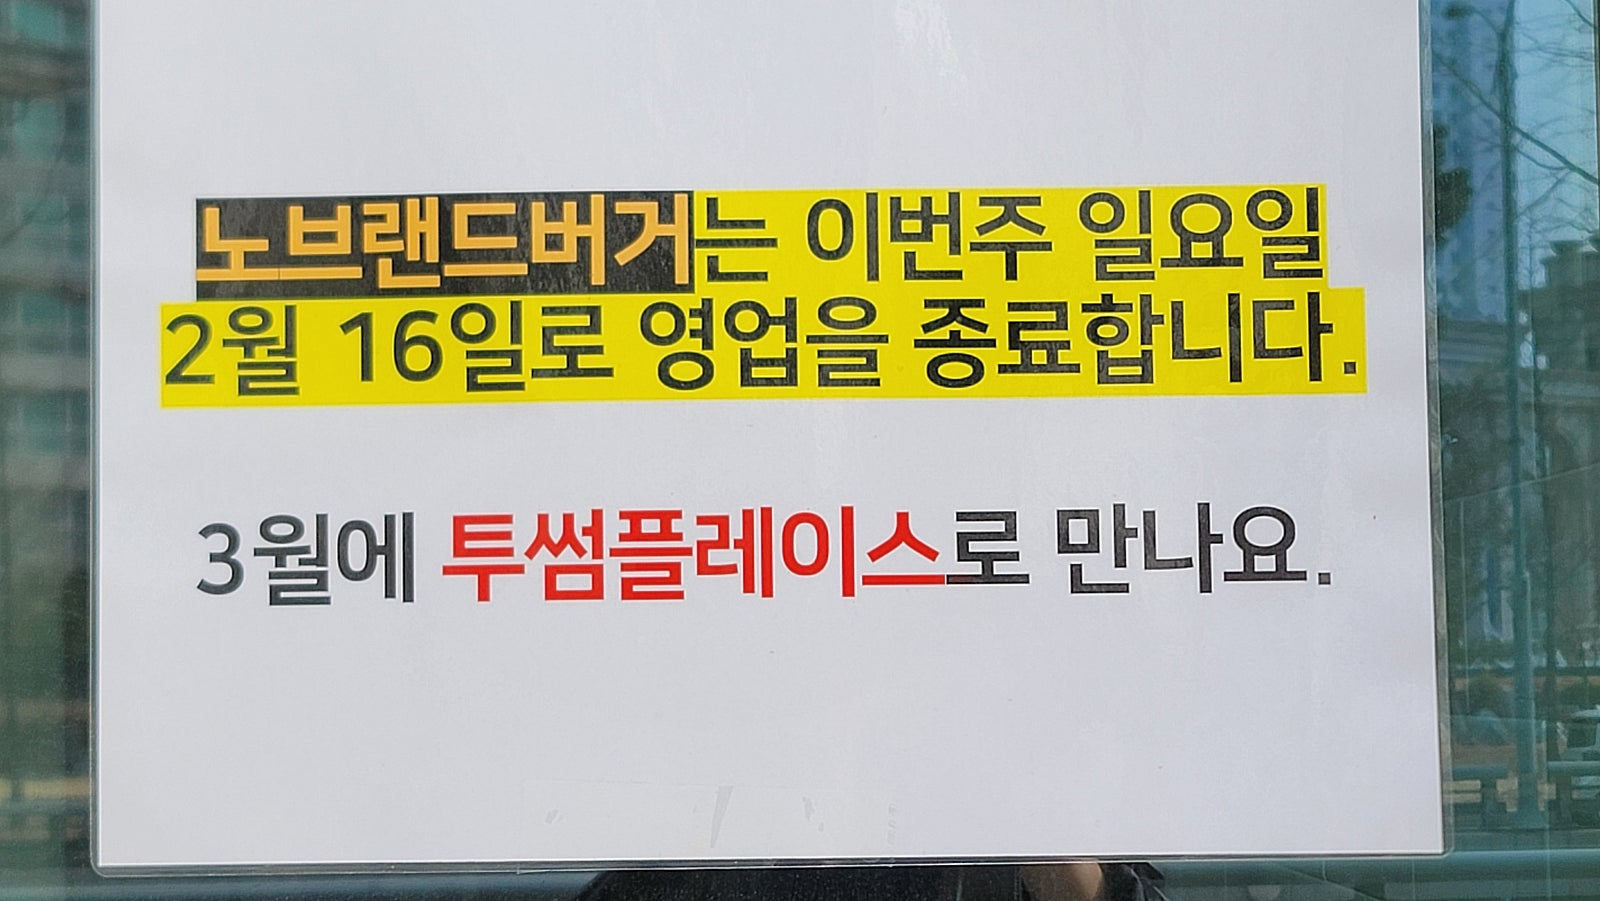 노브랜드버거는 이번주 일요일
2월 16일로 영업을 종료합니다.
3월에 투썸플레이스로 만나요.